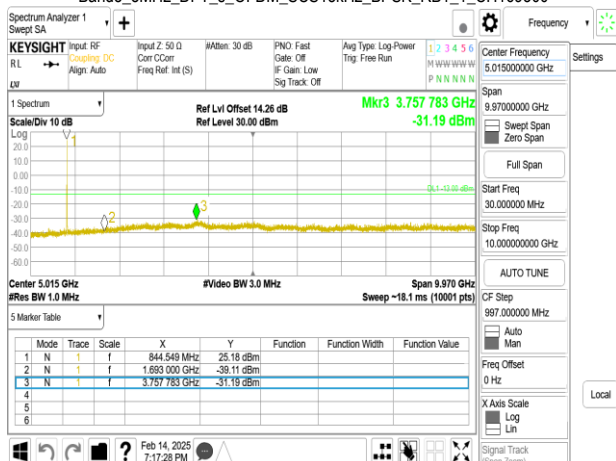 Spectrum Analyzer 1
Swept SA
+
Frequency
KEYSIGHT
RL
Input: RF
Coupling: DC
Align: Auto
Input Z: 50 Ω
Corr CCorr
Freq Ref: Int (S)
#Atten: 30 dB
PNO: Fast
Gate: Off
IF Gain: Low
Sig Track: Off
Avg Type: Log-Power
Trig: Free Run
1 2 3 4 5 6
M W W W W W
P N N N N N
Center Frequency
5.015000000 GHz
Settings
Span
9.97000000 GHz
Swept Span
Zero Span
Full Span
Start Freq
30.000000 MHz
Stop Freq
10.000000000 GHz
AUTO TUNE
CF Step
997.000000 MHz
Auto
Man
Freq Offset
0 Hz
X Axis Scale
Log
Lin
Signal Track
(Span Zoom)
Local
1 Spectrum
Scale/Div 10 dB
Log
Ref Lvl Offset 14.26 dB
Ref Level 30.00 dBm
Mkr3 3.757 783 GHz
-31.19 dBm
20.0
10.0
0.00
-10.0
-20.0
-30.0
-40.0
-50.0
-60.0
1
2
3
DL1 -13.00 dBm
Center 5.015 GHz
#Video BW 3.0 MHz
Span 9.970 GHz
#Res BW 1.0 MHz
Sweep ~18.1 ms (10001 pts)
5 Marker Table
Mode Trace Scale X Y Function Function Width Function Value
1 N 1 f 844.549 MHz 25.18 dBm
2 N 1 f 1.693 000 GHz -39.11 dBm
3 N 1 f 3.757 783 GHz -31.19 dBm
4
5
6
?
Feb 14, 2025
7:17:28 PM